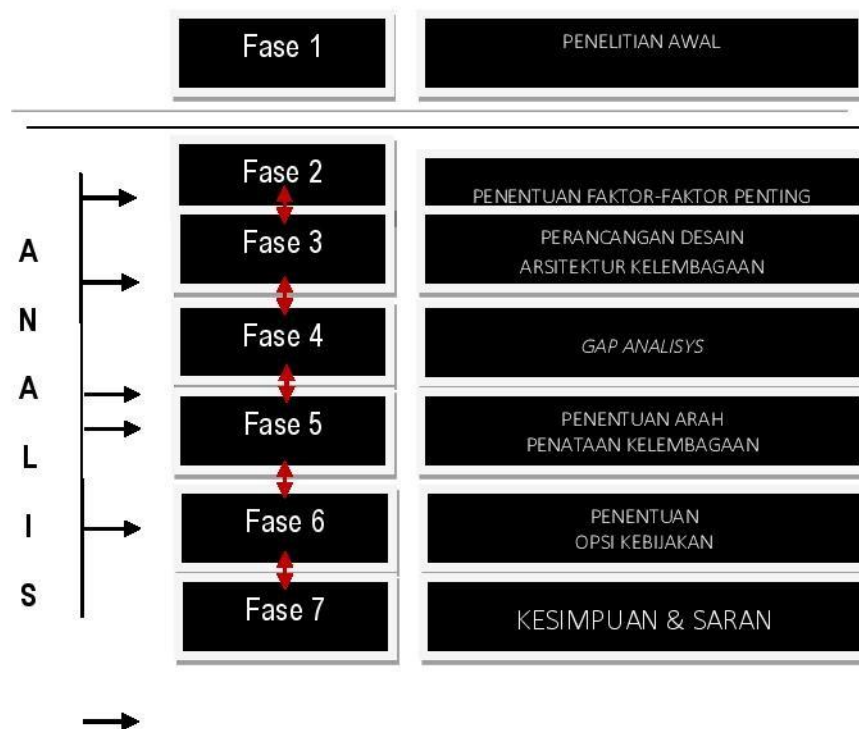 Fase 1
PENELITIAN AWAL
Fase 2
PENENTUAN FAKTOR-FAKTOR PENTING
Fase 3
PERANCANGAN DESAIN
ARSITEKTUR KELEMBAGAAN
Fase 4
GAP ANALISYS
Fase 5
PENENTUAN ARAH
PENATAAN KELEMBAGAAN
Fase 6
PENENTUAN
OPSI KEBIJAKAN
Fase 7
KESIMPUAN & SARAN
A
N
A
L
I
S